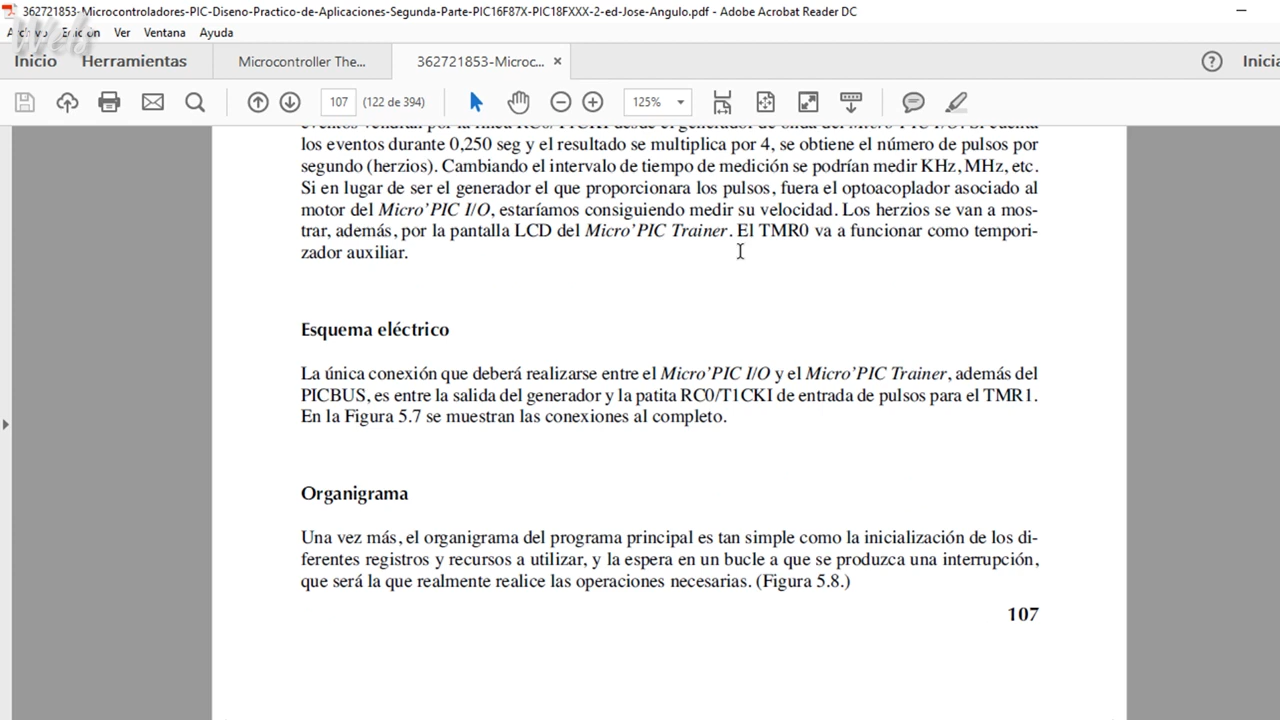 362721853-Microcontroladores-PIC-Diseno-Practico-de-Aplicaciones-Segunda-Parte-PIC16F87X-PIC18FXXX-2-ed-Jose-Angulo.pdf - Adobe Acrobat Reader DC
Web
Archivo Edición Ver Ventana Ayuda
Inicio Herramientas Microcontroller The... 362721853-Microc... × ? Inicia
107 (122 de 394) 125%
eventos vendrán por la línea RC0/T1CKI desde el generador de onda del Micro'PIC I/O. Si cuenta
los eventos durante 0,250 seg y el resultado se multiplica por 4, se obtiene el número de pulsos por
segundo (herzios). Cambiando el intervalo de tiempo de medición se podrían medir KHz, MHz, etc.
Si en lugar de ser el generador el que proporcionara los pulsos, fuera el optoacoplador asociado al
motor del Micro'PIC I/O, estaríamos consiguiendo medir su velocidad. Los herzios se van a mos-
trar, además, por la pantalla LCD del Micro'PIC Trainer. El TMR0 va a funcionar como tempori-
zador auxiliar.
Esquema eléctrico
La única conexión que deberá realizarse entre el Micro'PIC I/O y el Micro'PIC Trainer, además del
PICBUS, es entre la salida del generador y la patita RC0/T1CKI de entrada de pulsos para el TMR1.
En la Figura 5.7 se muestran las conexiones al completo.
Organigrama
Una vez más, el organigrama del programa principal es tan simple como la inicialización de los di-
ferentes registros y recursos a utilizar, y la espera en un bucle a que se produzca una interrupción,
que será la que realmente realice las operaciones necesarias. (Figura 5.8.)
107